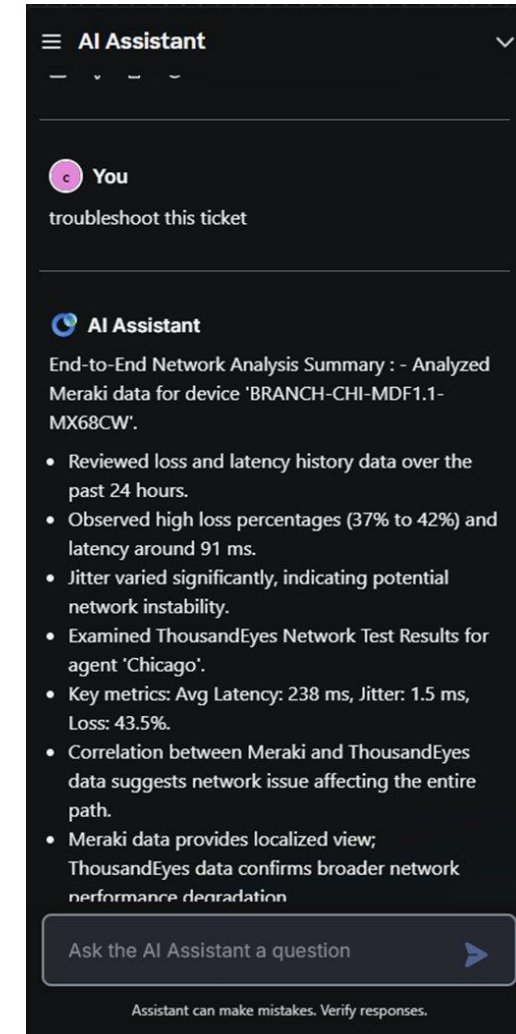 AI Assistant
c You
troubleshoot this ticket
AI Assistant
End-to-End Network Analysis Summary : - Analyzed
Meraki data for device 'BRANCH-CHI-MDF1.1-
MX68CW'.
• Reviewed loss and latency history data over the
past 24 hours.
• Observed high loss percentages (37% to 42%) and
latency around 91 ms.
• Jitter varied significantly, indicating potential
network instability.
• Examined ThousandEyes Network Test Results for
agent 'Chicago'.
• Key metrics: Avg Latency: 238 ms, Jitter: 1.5 ms,
Loss: 43.5%.
• Correlation between Meraki and ThousandEyes
data suggests network issue affecting the entire
path.
• Meraki data provides localized view;
ThousandEyes data confirms broader network
performance degradation
Ask the AI Assistant a question
Assistant can make mistakes. Verify responses.